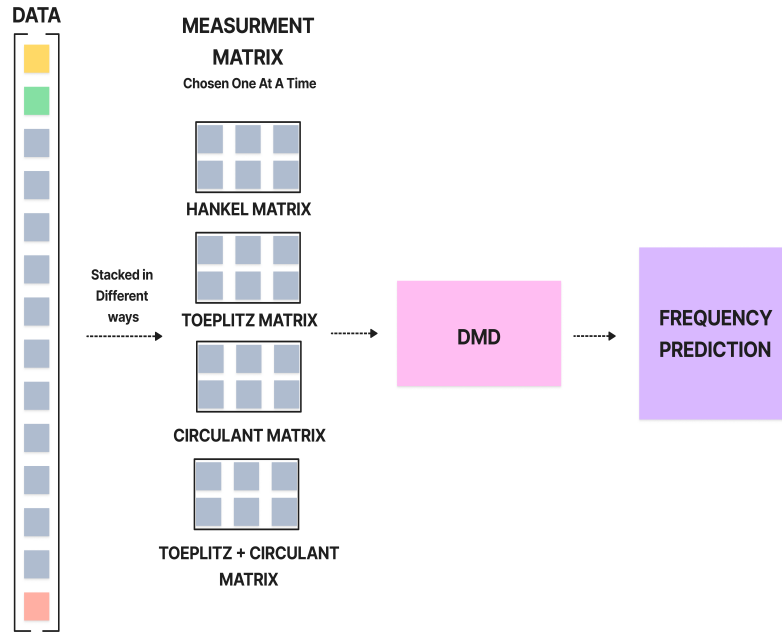 DATA
MEASURMENT
MATRIX
Chosen One At A Time
HANKEL MATRIX
Stacked in
Different
ways
TOEPLITZ MATRIX
CIRCULANT MATRIX
TOEPLITZ + CIRCULANT
MATRIX
DMD
FREQUENCY
PREDICTION